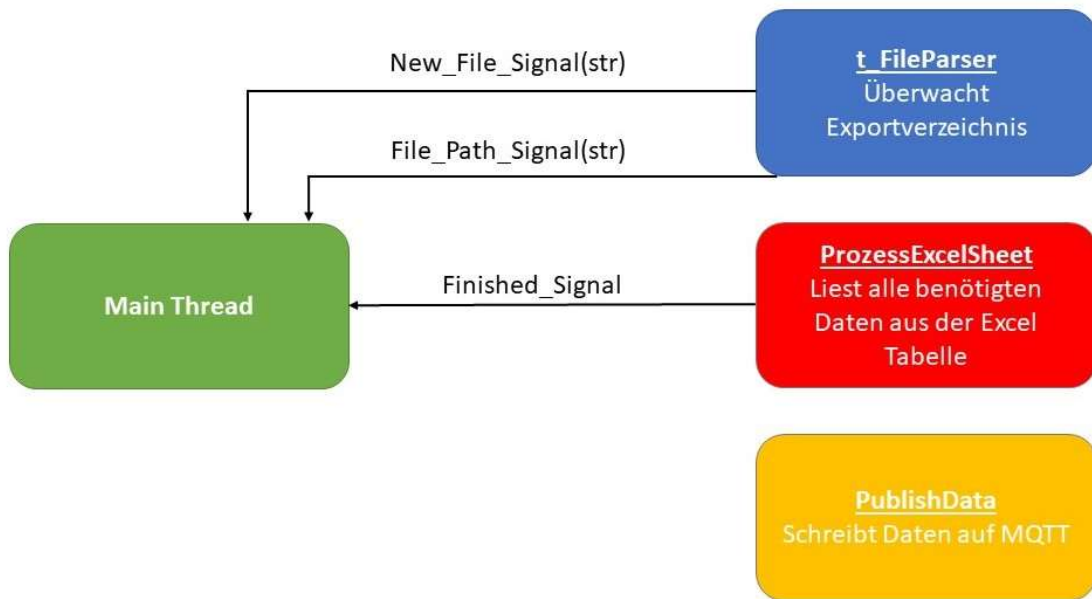 New_File_Signal(str)
t_FileParser
Überwacht
Exportverzeichnis
File_Path_Signal(str)
Main Thread
Finished_Signal
ProzessExcelSheet
Liest alle benötigten
Daten aus der Excel
Tabelle
PublishData
Schreibt Daten auf MQTT